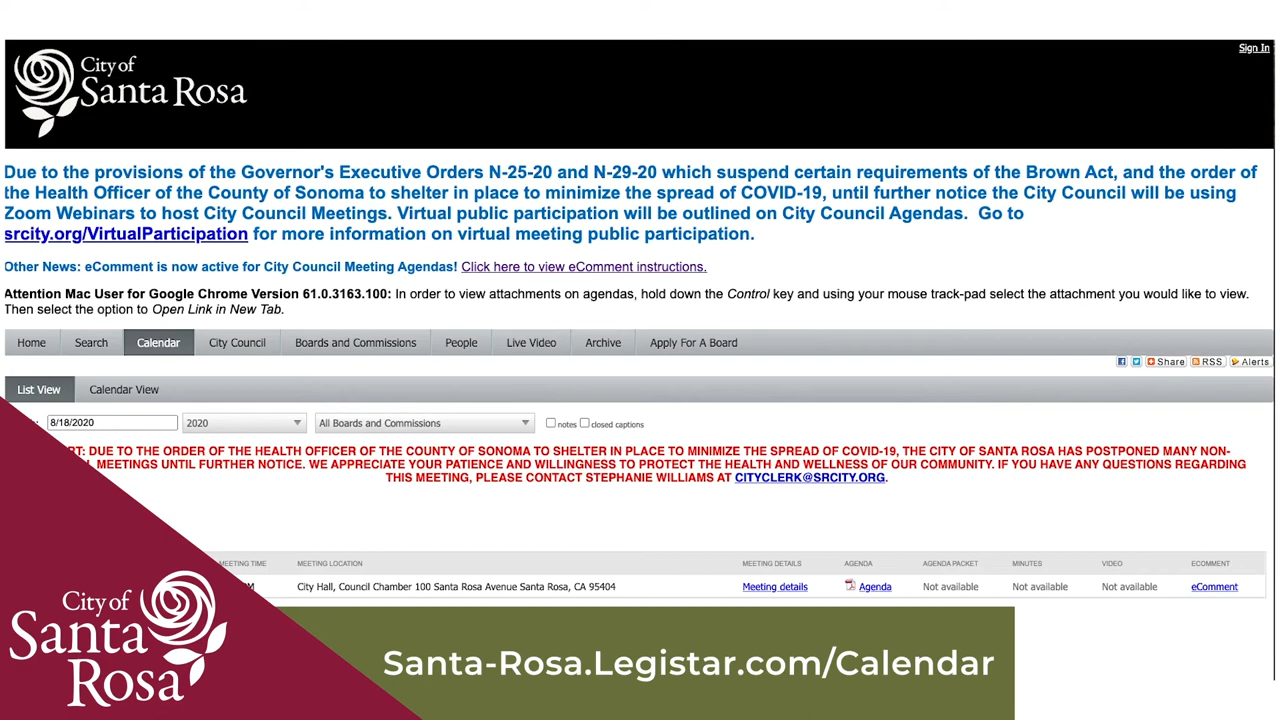 Sign In
City of
Santa Rosa
Due to the provisions of the Governor's Executive Orders N-25-20 and N-29-20 which suspend certain requirements of the Brown Act, and the order of
the Health Officer of the County of Sonoma to shelter in place to minimize the spread of COVID-19, until further notice the City Council will be using
Zoom Webinars to host City Council Meetings. Virtual public participation will be outlined on City Council Agendas.  Go to
srcity.org/VirtualParticipation for more information on virtual meeting public participation.
Other News: eComment is now active for City Council Meeting Agendas! Click here to view eComment instructions.
Attention Mac User for Google Chrome Version 61.0.3163.100: In order to view attachments on agendas, hold down the Control key and using your mouse track-pad select the attachment you would like to view.
Then select the option to Open Link in New Tab.
Home Search Calendar City Council Boards and Commissions People Live Video Archive Apply For A Board
Share RSS Alerts
List View Calendar View
8/18/2020 2020 All Boards and Commissions notes closed captions
DUE TO THE ORDER OF THE HEALTH OFFICER OF THE COUNTY OF SONOMA TO SHELTER IN PLACE TO MINIMIZE THE SPREAD OF COVID-19, THE CITY OF SANTA ROSA HAS POSTPONED MANY NON-
MEETINGS UNTIL FURTHER NOTICE. WE APPRECIATE YOUR PATIENCE AND WILLINGNESS TO PROTECT THE HEALTH AND WELLNESS OF OUR COMMUNITY. IF YOU HAVE ANY QUESTIONS REGARDING
THIS MEETING, PLEASE CONTACT STEPHANIE WILLIAMS AT CITYCLERK@SRCITY.ORG.
MEETING TIME MEETING LOCATION MEETING DETAILS AGENDA AGENDA PACKET MINUTES VIDEO ECOMMENT
City Hall, Council Chamber 100 Santa Rosa Avenue Santa Rosa, CA 95404 Meeting details Agenda Not available Not available Not available eComment
City of
Santa
Rosa
Santa-Rosa.Legistar.com/Calendar